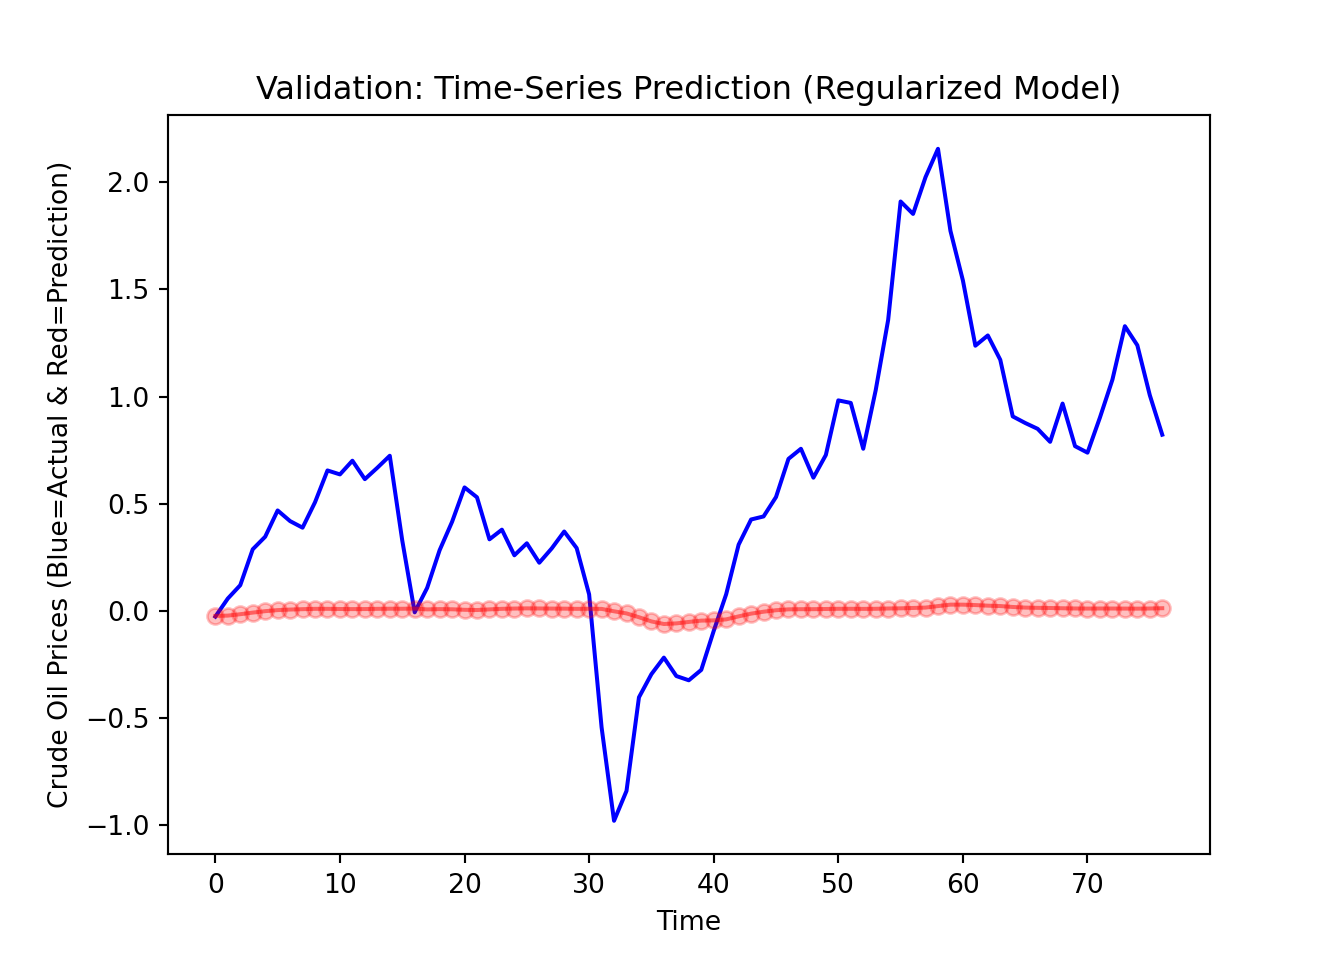 Validation: Time-Series Prediction (Regularized Model)
Crude Oil Prices (Blue=Actual & Red=Prediction)
2.0
1.5
1.0
0.5
0.0
−0.5
−1.0
0 10 20 30 40 50 60 70
Time